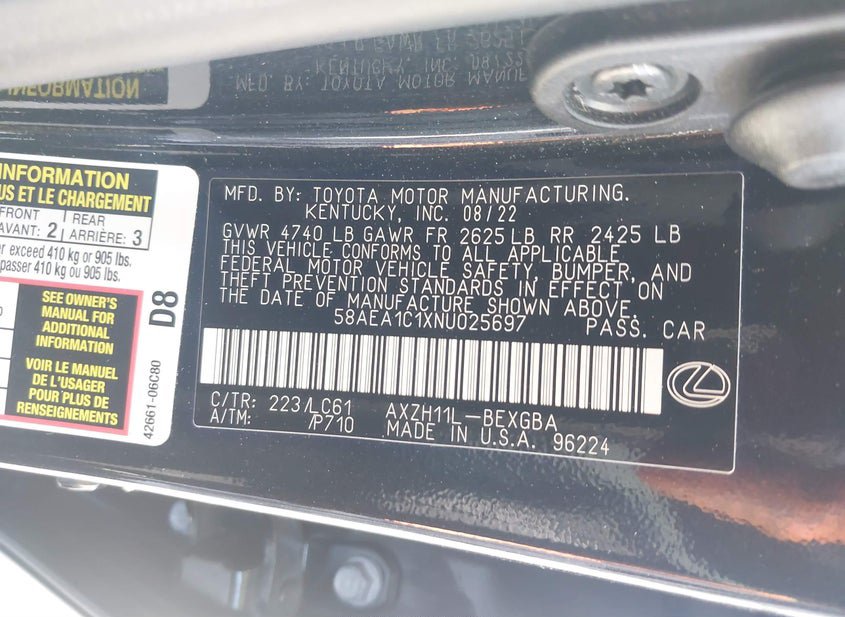 INFORMATION
US ET LE CHARGEMENT
FRONT
AVANT: 2
REAR
ARRIÈRE: 3
er exceed 410 kg or 905 lbs.
passer 410 kg ou 905 lbs.
SEE OWNER'S
MANUAL FOR
ADDITIONAL
INFORMATION
VOIR LE MANUEL
DE L'USAGER
POUR PLUS DE
RENSEIGNEMENTS
D8
42661-06C80
MFD. BY: TOYOTA MOTOR MANUFACTURING.
KENTUCKY, INC. 08/22
GVWR 4740 LB GAWR FR 2625 LB RR 2425 LB
THIS VEHICLE CONFORMS TO ALL APPLICABLE
FEDERAL MOTOR VEHICLE SAFETY, BUMPER, AND
THEFT PREVENTION STANDARDS IN EFFECT ON
THE DATE OF MANUFACTURE SHOWN ABOVE.
58AEA1C1XNU025697 PASS. CAR
C/TR: 223/LC61 AXZH11L-BEXGBA
A/TM: /P710 MADE IN U.S.A. 96224